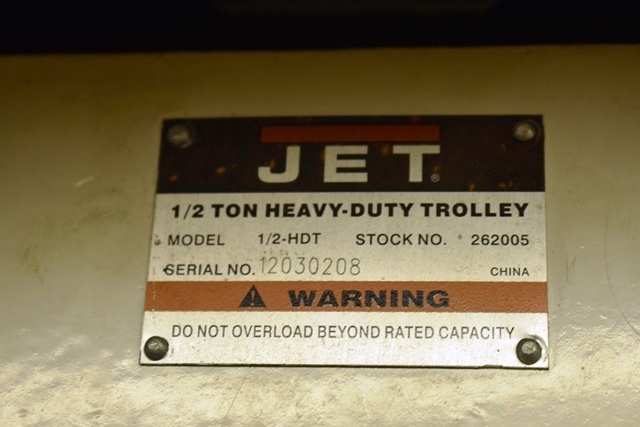 JET®
1/2 TON HEAVY-DUTY TROLLEY
MODEL 1/2-HDT STOCK NO. 262005
SERIAL NO. 12030208 CHINA
WARNING
DO NOT OVERLOAD BEYOND RATED CAPACITY